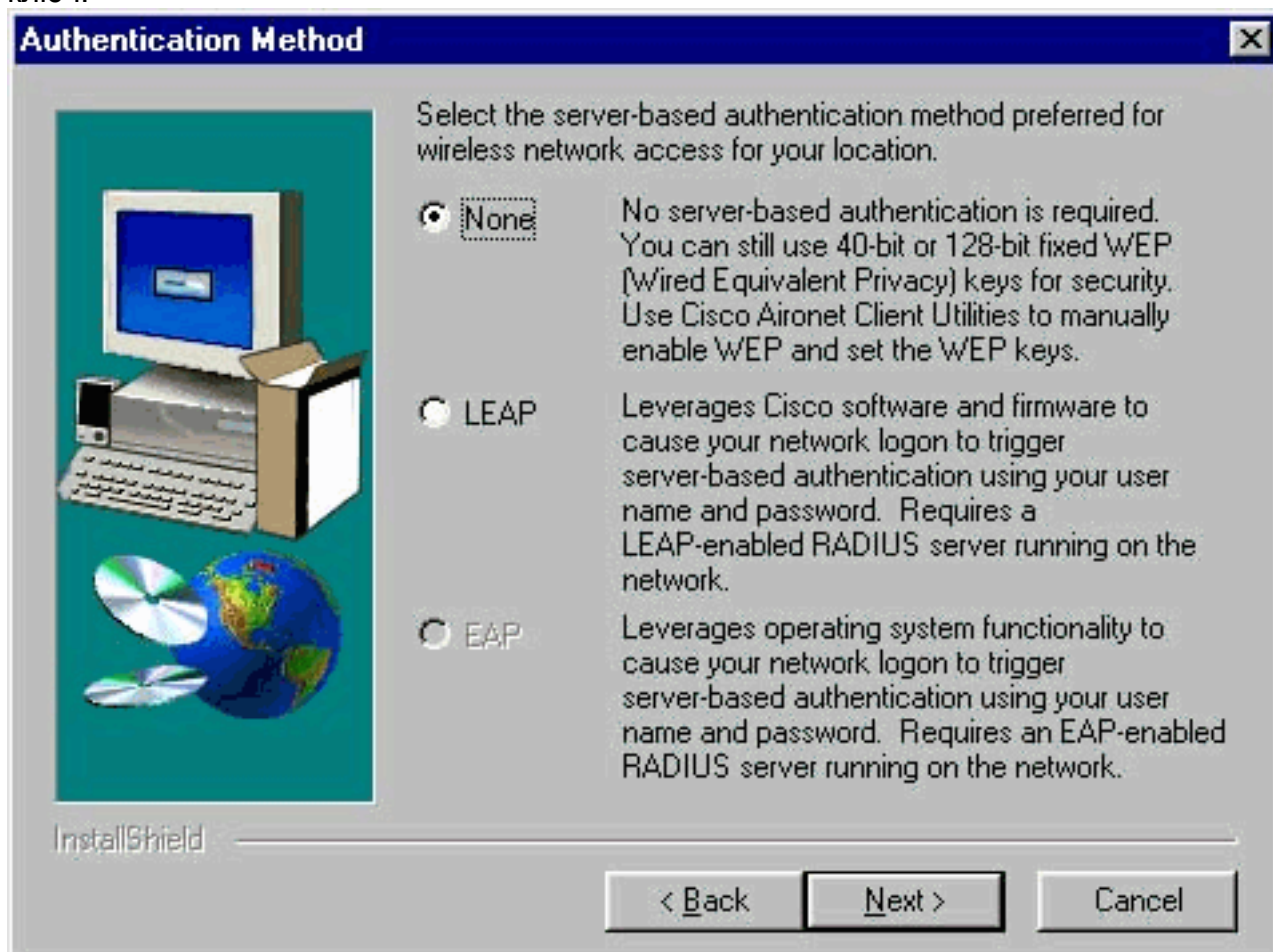 Authentication Method
Select the server-based authentication method preferred for
wireless network access for your location.
None
No server-based authentication is required.
You can still use 40-bit or 128-bit fixed WEP
(Wired Equivalent Privacy) keys for security.
Use Cisco Aironet Client Utilities to manually
enable WEP and set the WEP keys.
LEAP
Leverages Cisco software and firmware to
cause your network logon to trigger
server-based authentication using your user
name and password. Requires a
LEAP-enabled RADIUS server running on the
network.
EAP
Leverages operating system functionality to
cause your network logon to trigger
server-based authentication using your user
name and password. Requires an EAP-enabled
RADIUS server running on the network.
InstallShield
< Back
Next >
Cancel